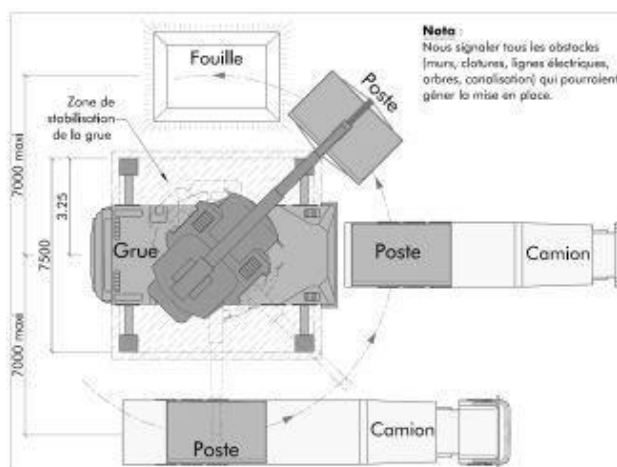 Nota :
Nous signaler tous les obstacles
(murs, clotures, lignes électriques,
arbres, canalisation) qui pourraient
gêner la mise en place.
Fouille
Poste
Zone de
stabilisation
de la grue
7000 maxi
3.25
7500
7000 maxi
Grue
Poste
Camion
Poste
Camion